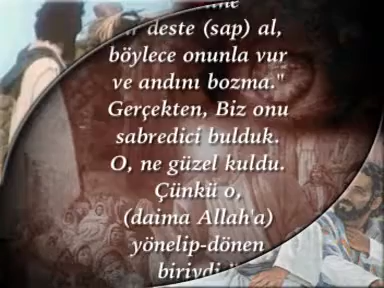 deste (sap) al,
böylece onunla vur
ve andını bozma."
Gerçekten, Biz onu
sabredici bulduk.
O, ne güzel kuldu.
Çünkü o,
(daima Allah'a)
yönelip-dönen
biriydi."